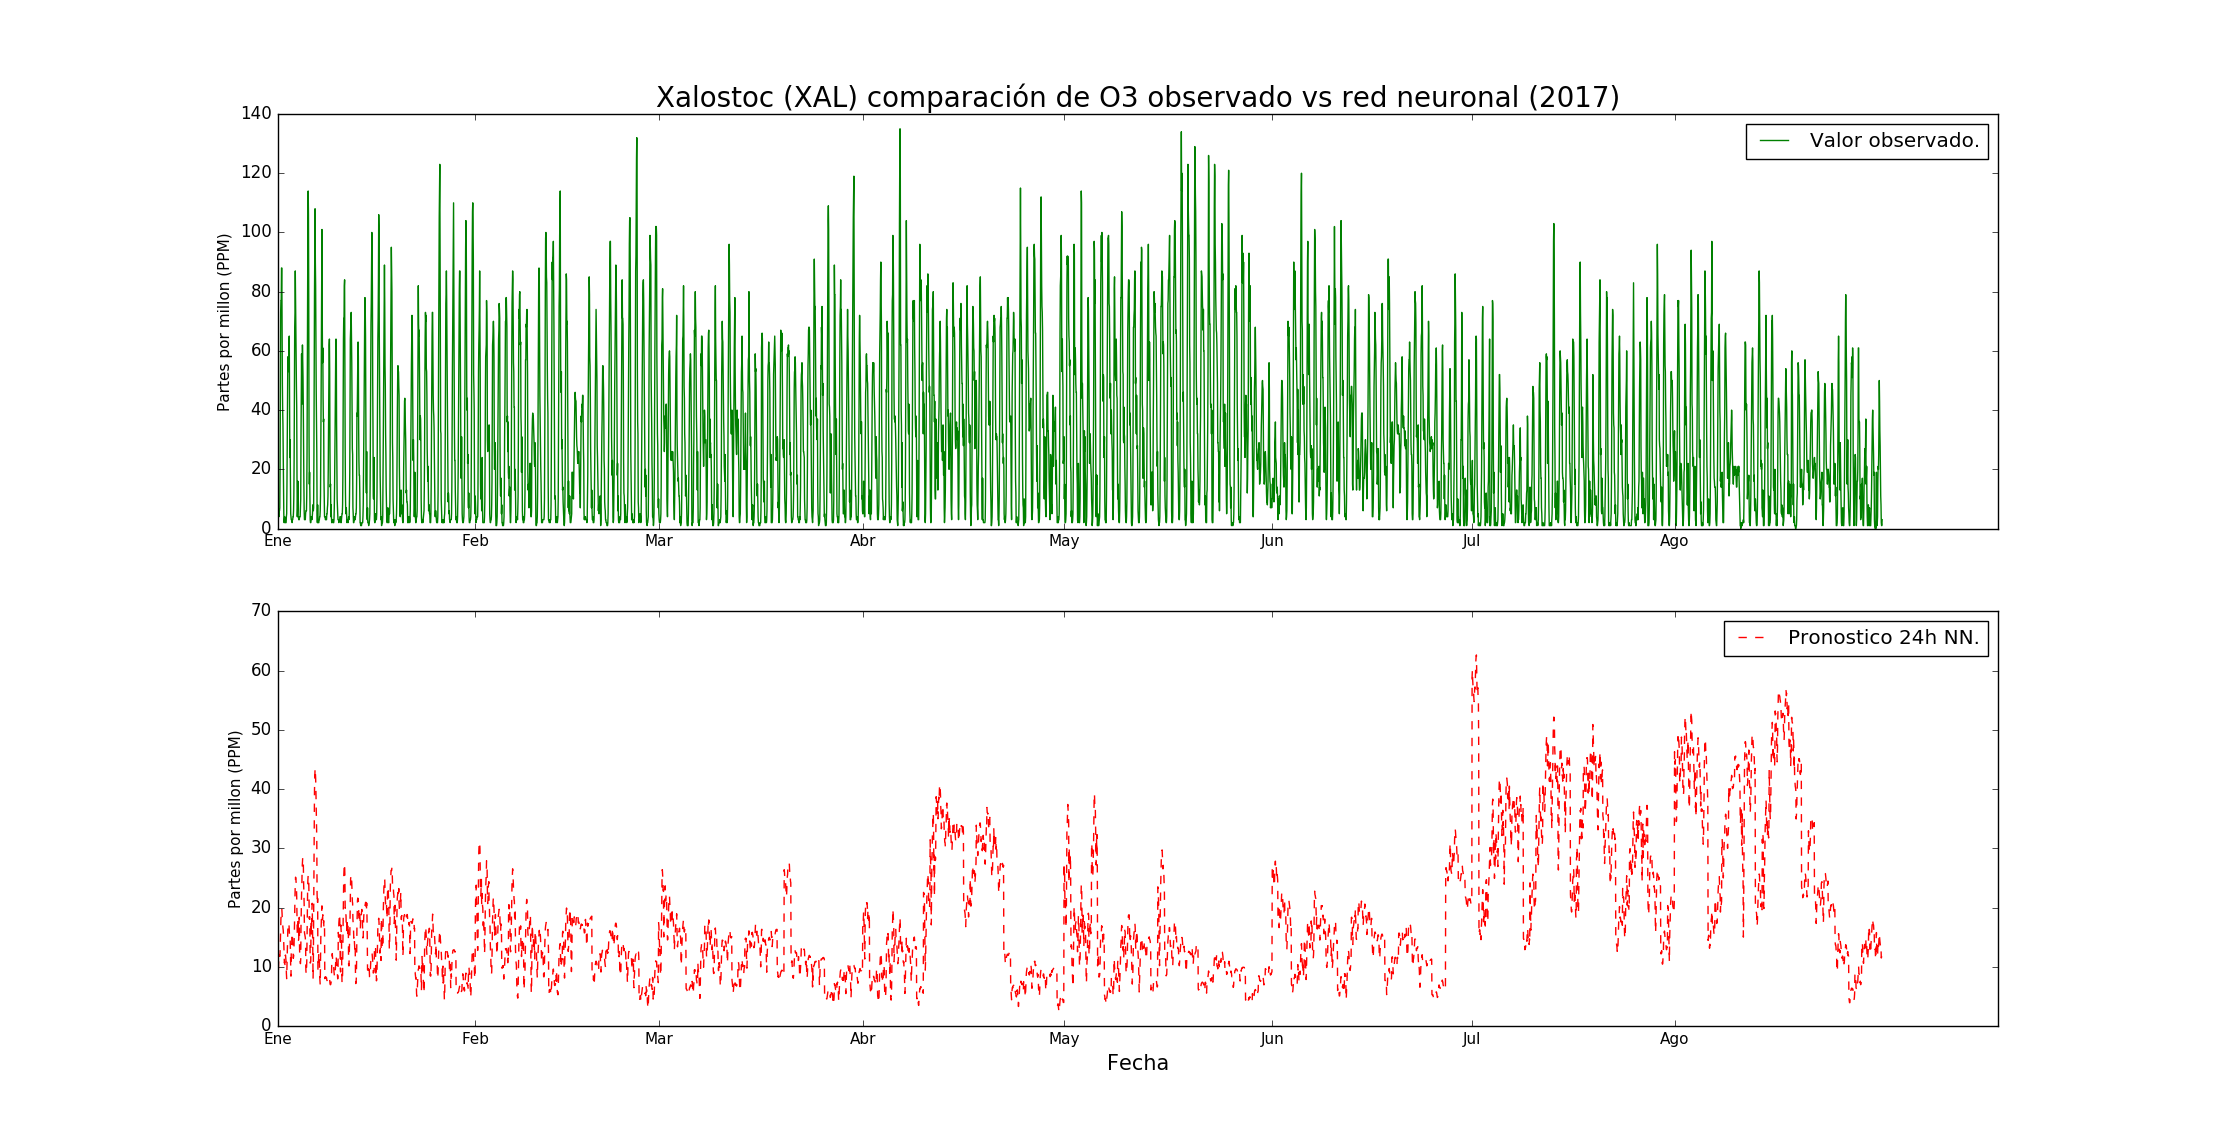 Xalostoc (XAL) comparación de O3 observado vs red neuronal (2017)
140
120
100
80
60
40
20
0
Partes por millon (PPM)
Valor observado.
Ene Feb Mar Abr May Jun Jul Ago
70
60
50
40
30
20
10
0
Partes por millon (PPM)
Pronostico 24h NN.
Ene Feb Mar Abr May Jun Jul Ago
Fecha